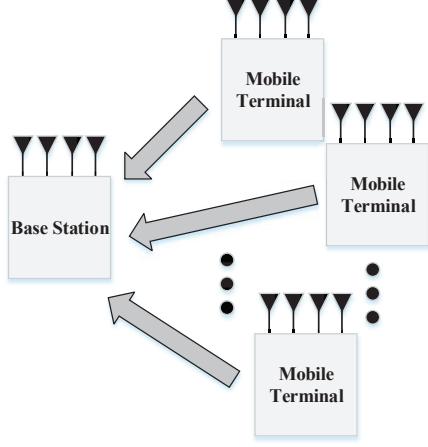 Mobile
Terminal
Mobile
Terminal
Base Station
Mobile
Terminal